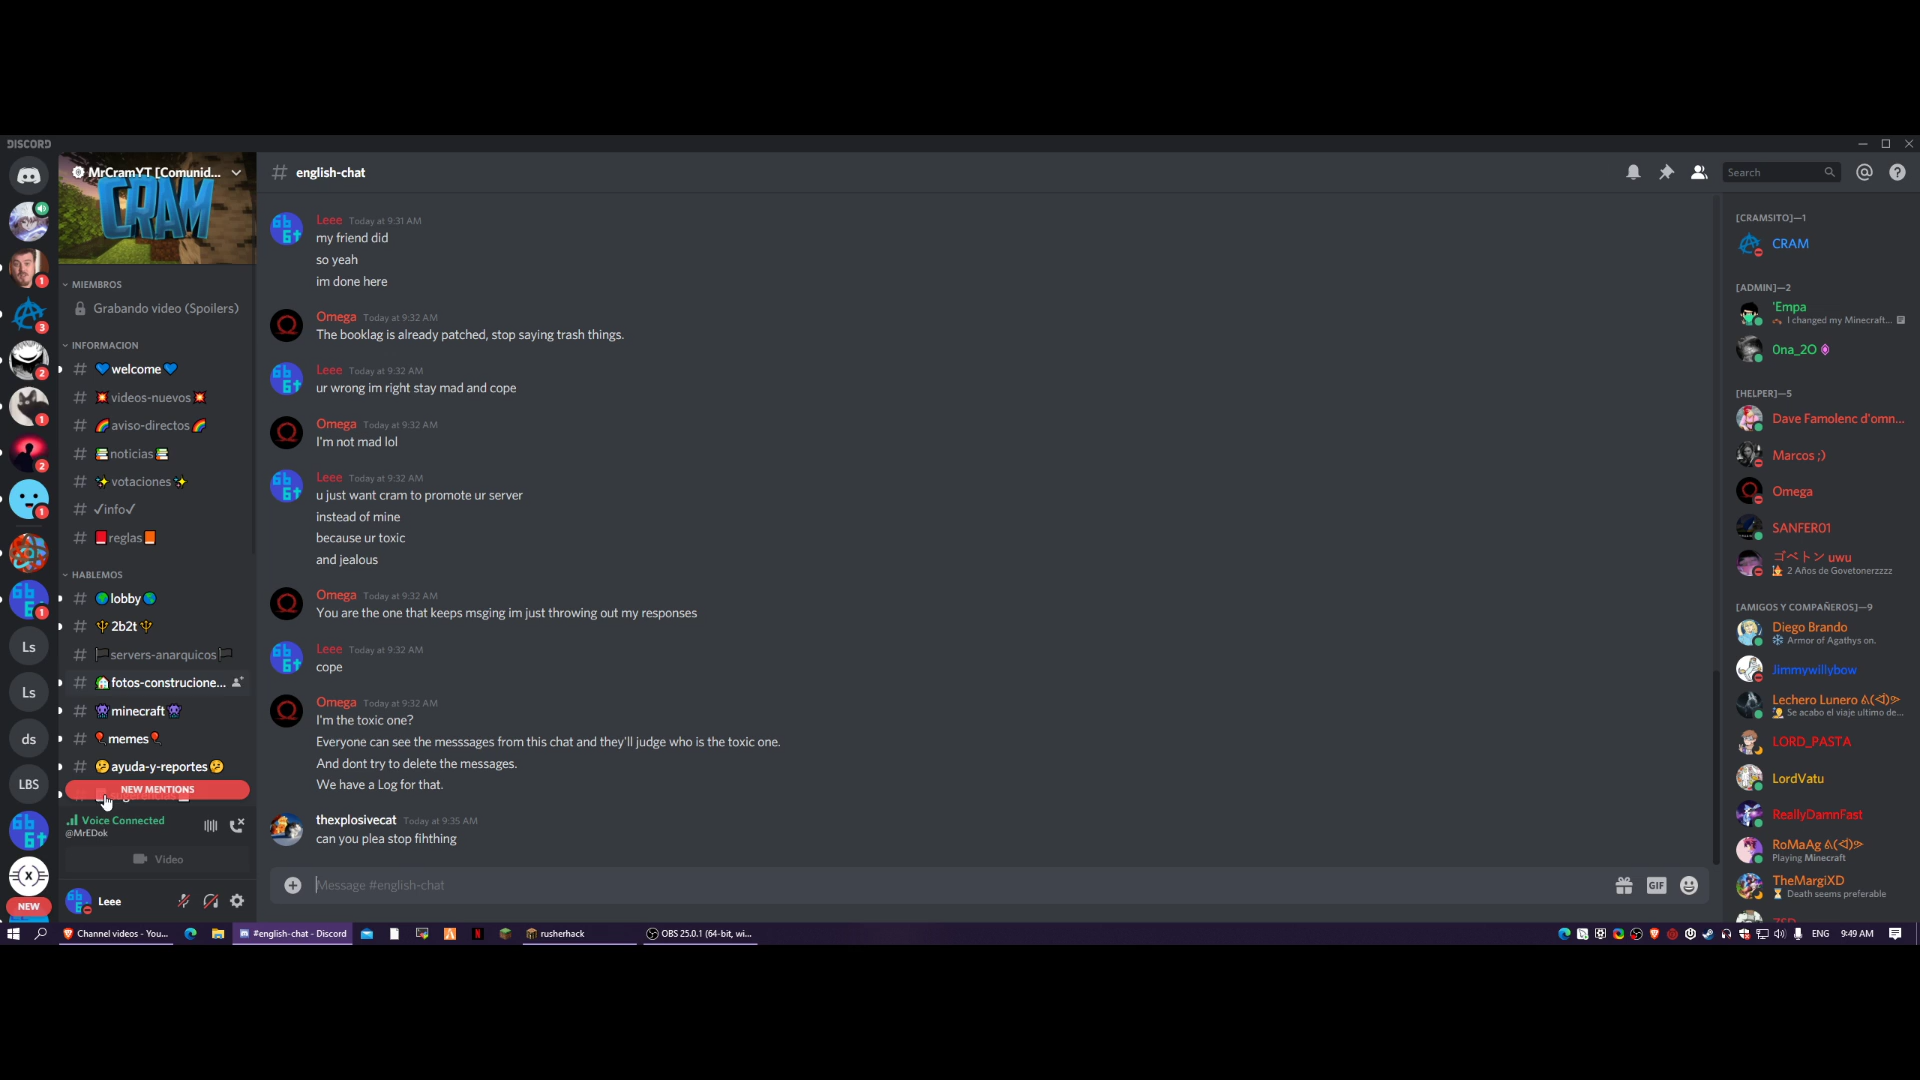 DISCORD
MrCramYT [Comunid...
CRAM
MIEMBROS
Grabando video (Spoilers)
INFORMACION
welcome
videos-nuevos
aviso-directos
noticias
votaciones
✓info✓
reglas
HABLEMOS
lobby
2b2t
servers-anarquicos
fotos-construcione...
minecraft
memes
ayuda-y-reportes
NEW MENTIONS
Voice Connected
@MrEDok
Video
Leee
Ls
Ls
ds
LBS
NEW
# english-chat
Search
Leee Today at 9:31 AM
my friend did
so yeah
im done here
Omega Today at 9:32 AM
The booklag is already patched, stop saying trash things.
Leee Today at 9:32 AM
ur wrong im right stay mad and cope
Omega Today at 9:32 AM
I'm not mad lol
Leee Today at 9:32 AM
u just want cram to promote ur server
instead of mine
because ur toxic
and jealous
Omega Today at 9:32 AM
You are the one that keeps msging im just throwing out my responses
Leee Today at 9:32 AM
cope
Omega Today at 9:32 AM
I'm the toxic one?
Everyone can see the messsages from this chat and they'll judge who is the toxic one.
And dont try to delete the messages.
We have a Log for that.
thexplosivecat Today at 9:35 AM
can you plea stop fihthing
Message #english-chat
GIF
[CRAMSITO]—1
CRAM
[ADMIN]—2
'Empa
I changed my Minecraft...
0na_2O
[HELPER]—5
Dave Famolenc d'omn...
Marcos ;)
Omega
SANFER01
ゴベトン uwu
2 Años de Govetonerzzzz
[AMIGOS Y COMPAÑEROS]—9
Diego Brando
Armor of Agathys on.
Jimmywillybow
Lechero Lunero
Se acabo el viaje ultimo de...
LORD_PASTA
LordVatu
ReallyDamnFast
RoMaAg
Playing Minecraft
TheMargiXD
Death seems preferable
Channel videos - You...
#english-chat - Discord
rusherhack
OBS 25.0.1 (64-bit, wi...
ENG
9:49 AM